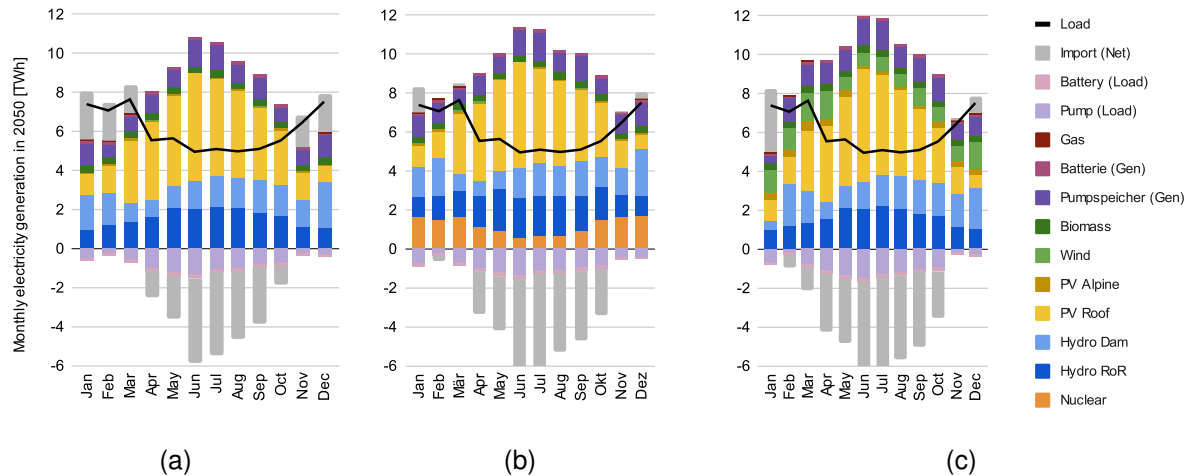 Monthly electricity generation in 2050 [TWh]
12
10
8
6
4
2
0
-2
-4
-6
Jan
Feb
Mar
Apr
May
Jun
Jul
Aug
Sep
Oct
Nov
Dec
(a)
12
10
8
6
4
2
0
-2
-4
-6
Jan
Feb
Mär
Apr
May
Jun
Jul
Aug
Sep
Okt
Nov
Dez
(b)
12
10
8
6
4
2
0
-2
-4
-6
Jan
Feb
Mar
Apr
May
Jun
Jul
Aug
Sep
Oct
Nov
Dec
(c)
Load
Import (Net)
Battery (Load)
Pump (Load)
Gas
Batterie (Gen)
Pumpspeicher (Gen)
Biomass
Wind
PV Alpine
PV Roof
Hydro Dam
Hydro RoR
Nuclear